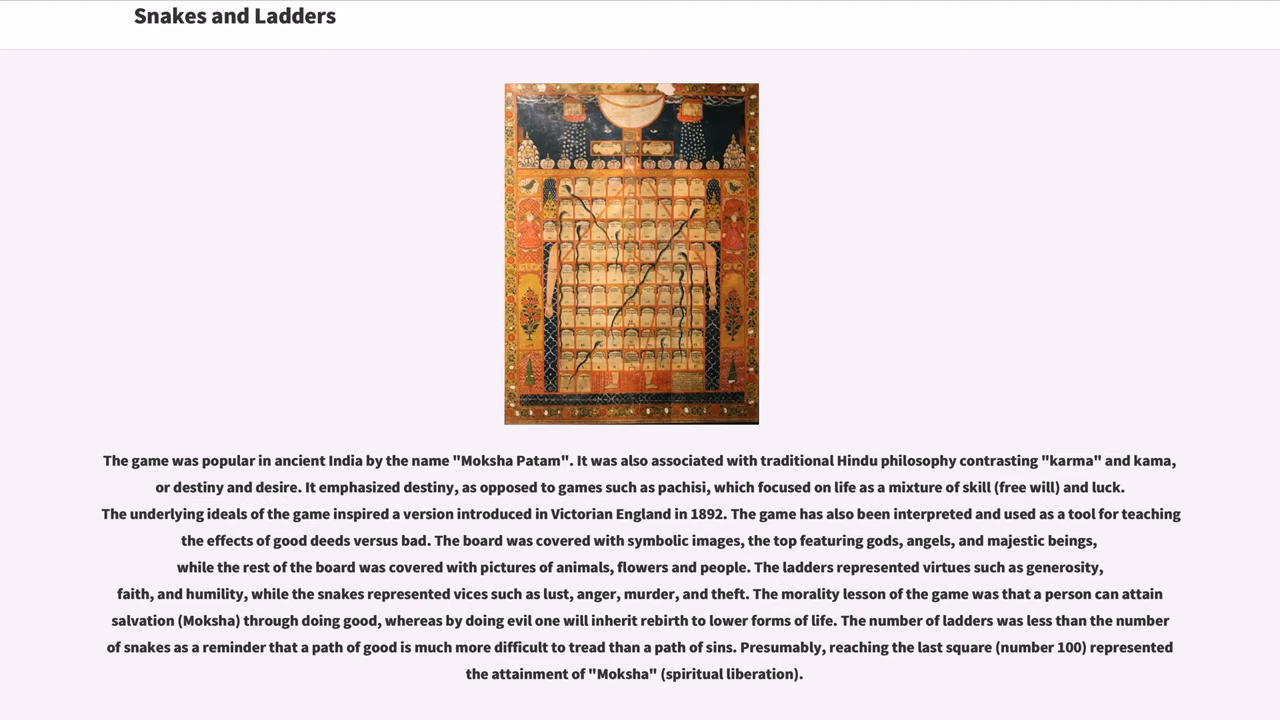 Snakes and Ladders
The game was popular in ancient India by the name "Moksha Patam". It was also associated with traditional Hindu philosophy contrasting "karma" and kama,
or destiny and desire. It emphasized destiny, as opposed to games such as pachisi, which focused on life as a mixture of skill (free will) and luck.
The underlying ideals of the game inspired a version introduced in Victorian England in 1892. The game has also been interpreted and used as a tool for teaching
the effects of good deeds versus bad. The board was covered with symbolic images, the top featuring gods, angels, and majestic beings,
while the rest of the board was covered with pictures of animals, flowers and people. The ladders represented virtues such as generosity,
faith, and humility, while the snakes represented vices such as lust, anger, murder, and theft. The morality lesson of the game was that a person can attain
salvation (Moksha) through doing good, whereas by doing evil one will inherit rebirth to lower forms of life. The number of ladders was less than the number
of snakes as a reminder that a path of good is much more difficult to tread than a path of sins. Presumably, reaching the last square (number 100) represented
the attainment of "Moksha" (spiritual liberation).